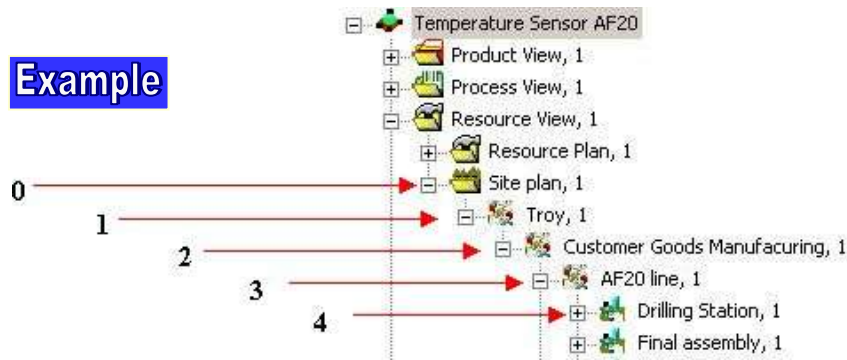 Temperature Sensor AF20
Product View, 1
Example
Process View, 1
Resource View, 1
Resource Plan, 1
0
Site plan, 1
1
Troy, 1
2
Customer Goods Manufacuring, 1
3
AF20 line, 1
4
Drilling Station, 1
Final assembly, 1